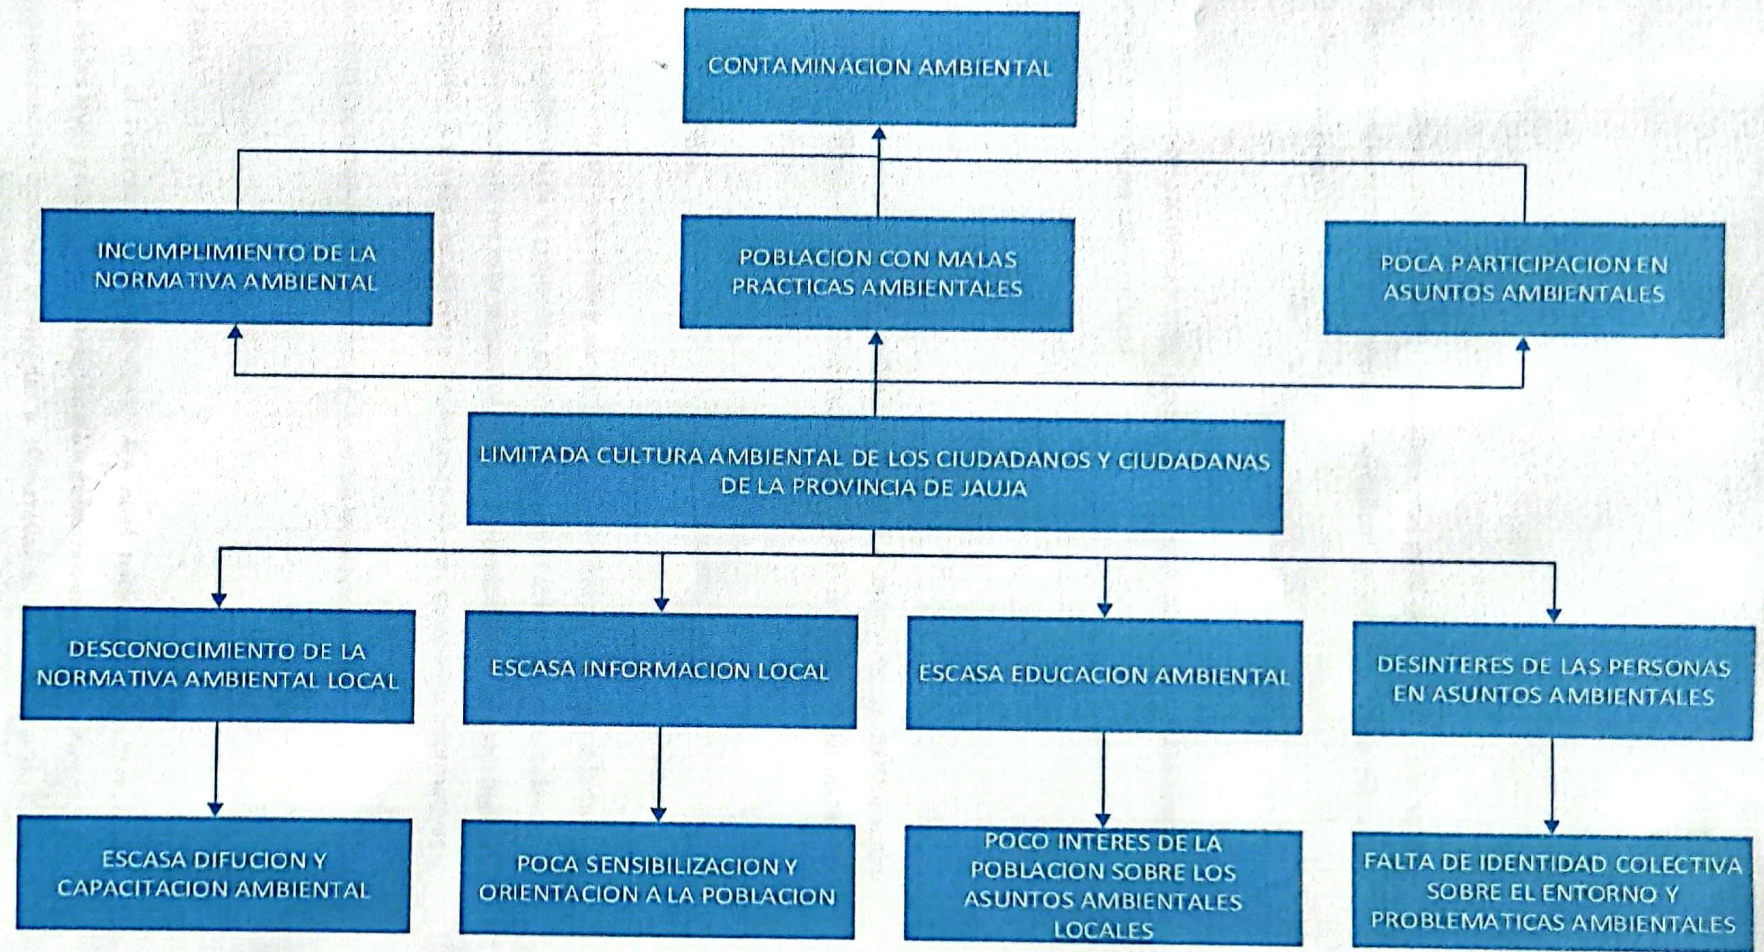 CONTAMINACION AMBIENTAL
INCUMPLIMIENTO DE LA
NORMATIVA AMBIENTAL
POBLACION CON MALAS
PRACTICAS AMBIENTALES
POCA PARTICIPACION EN
ASUNTOS AMBIENTALES
LIMITADA CULTURA AMBIENTAL DE LOS CIUDADANOS Y CIUDADANAS
DE LA PROVINCIA DE JAUJA
DESCONOCIMIENTO DE LA
NORMATIVA AMBIENTAL LOCAL
ESCASA INFORMACION LOCAL
ESCASA EDUCACION AMBIENTAL
DESINTERES DE LAS PERSONAS
EN ASUNTOS AMBIENTALES
ESCASA DIFUCION Y
CAPACITACION AMBIENTAL
POCA SENSIBILIZACION Y
ORIENTACION A LA POBLACION
POCO INTERES DE LA
POBLACION SOBRE LOS
ASUNTOS AMBIENTALES
LOCALES
FALTA DE IDENTIDAD COLECTIVA
SOBRE EL ENTORNO Y
PROBLEMATICAS AMBIENTALES